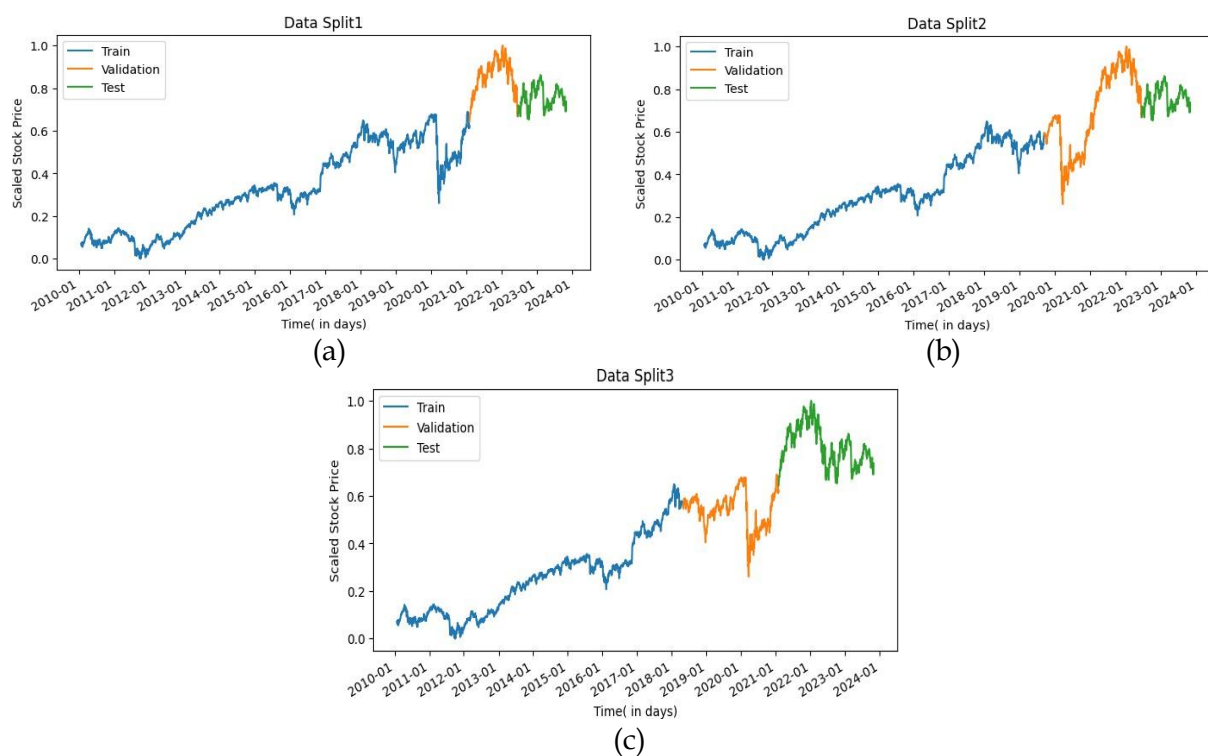 Data Split1
Train
Validation
Test
Scaled Stock Price
1.0
0.8
0.6
0.4
0.2
0.0
2010-01 2011-01 2012-01 2013-01 2014-01 2015-01 2016-01 2017-01 2018-01 2019-01 2020-01 2021-01 2022-01 2023-01 2024-01
Time( in days)
(a)
Data Split2
Train
Validation
Test
Scaled Stock Price
1.0
0.8
0.6
0.4
0.2
0.0
2010-01 2011-01 2012-01 2013-01 2014-01 2015-01 2016-01 2017-01 2018-01 2019-01 2020-01 2021-01 2022-01 2023-01 2024-01
Time( in days)
(b)
Data Split3
Train
Validation
Test
Scaled Stock Price
1.0
0.8
0.6
0.4
0.2
0.0
2010-01 2011-01 2012-01 2013-01 2014-01 2015-01 2016-01 2017-01 2018-01 2019-01 2020-01 2021-01 2022-01 2023-01 2024-01
Time( in days)
(c)